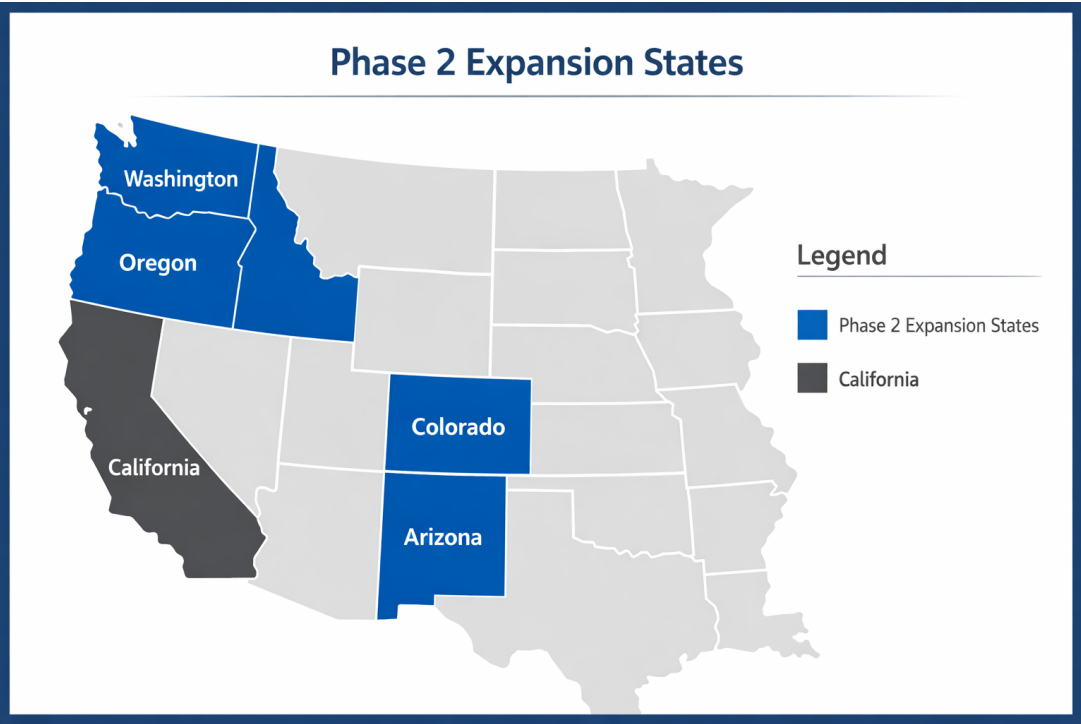 Phase 2 Expansion States
Washington
Oregon
Legend
Phase 2 Expansion States
California
Colorado
California
Arizona